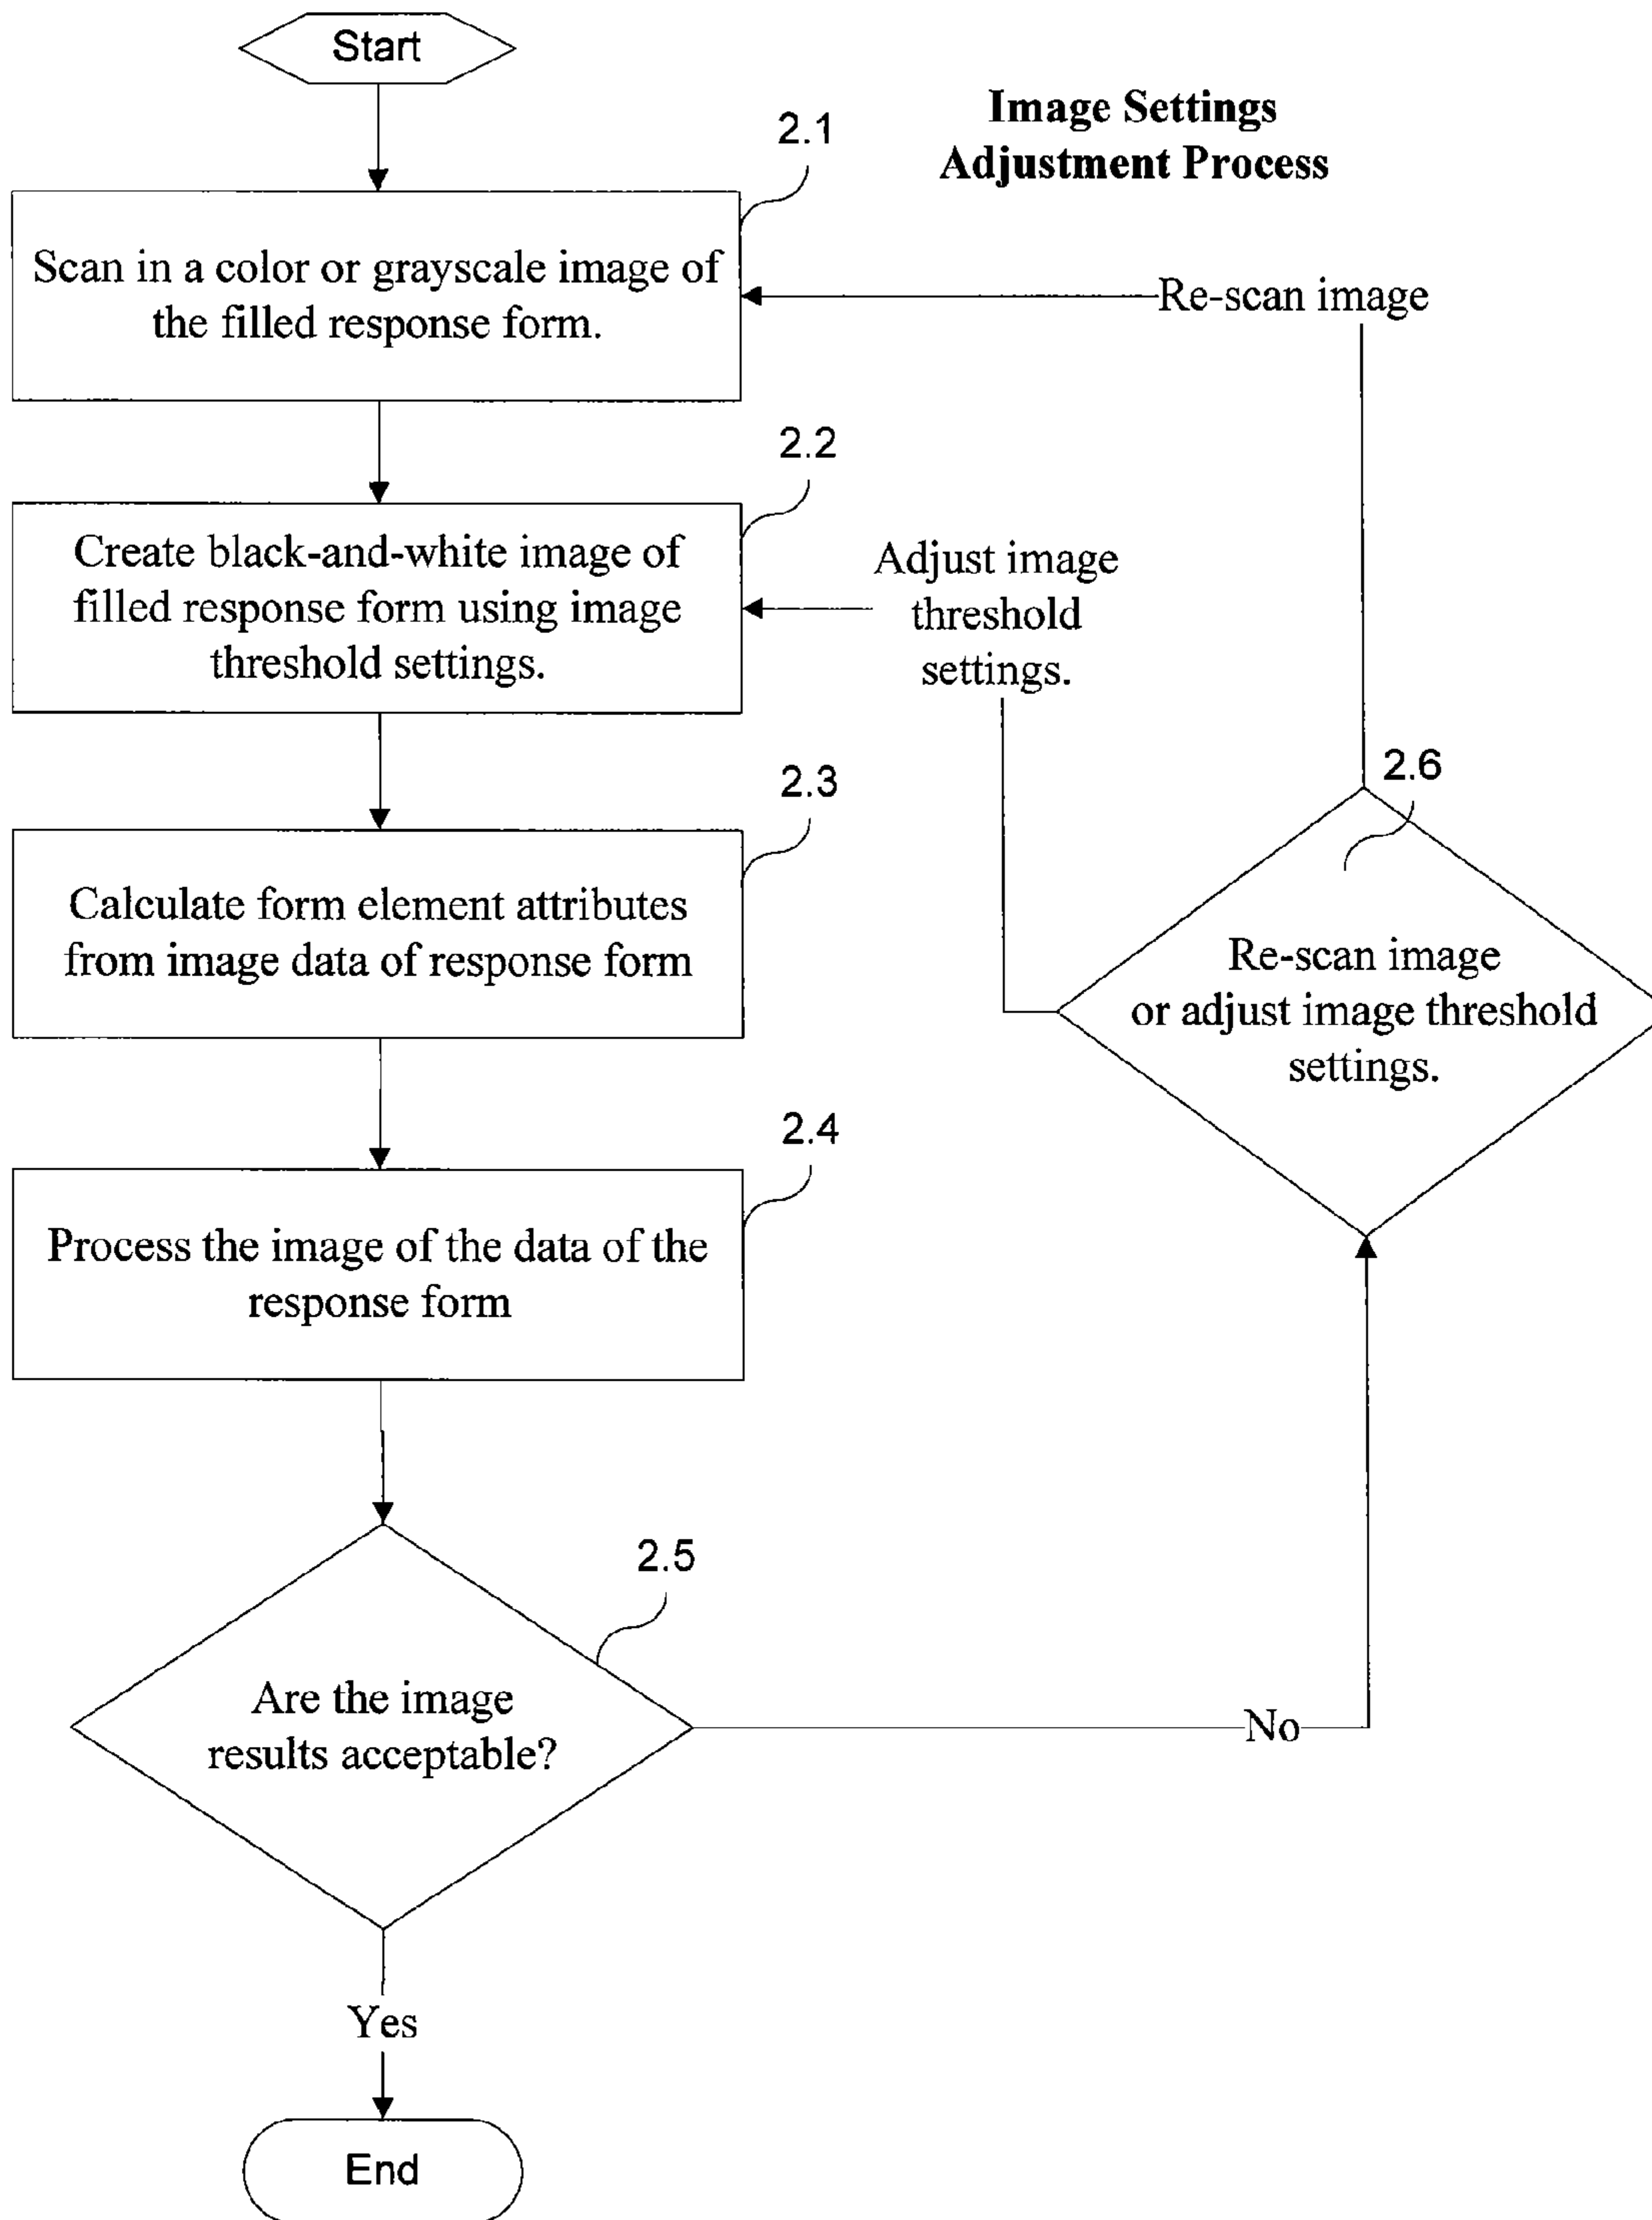 Start
Image Settings
Adjustment Process
2.1
Scan in a color or grayscale image of
the filled response form.
Re-scan image
2.2
Create black-and-white image of
filled response form using image
threshold settings.
Adjust image
threshold
settings.
2.3
Calculate form element attributes
from image data of response form
2.6
Re-scan image
or adjust image threshold
settings.
2.4
Process the image of the data of the
response form
2.5
Are the image
results acceptable?
No
Yes
End